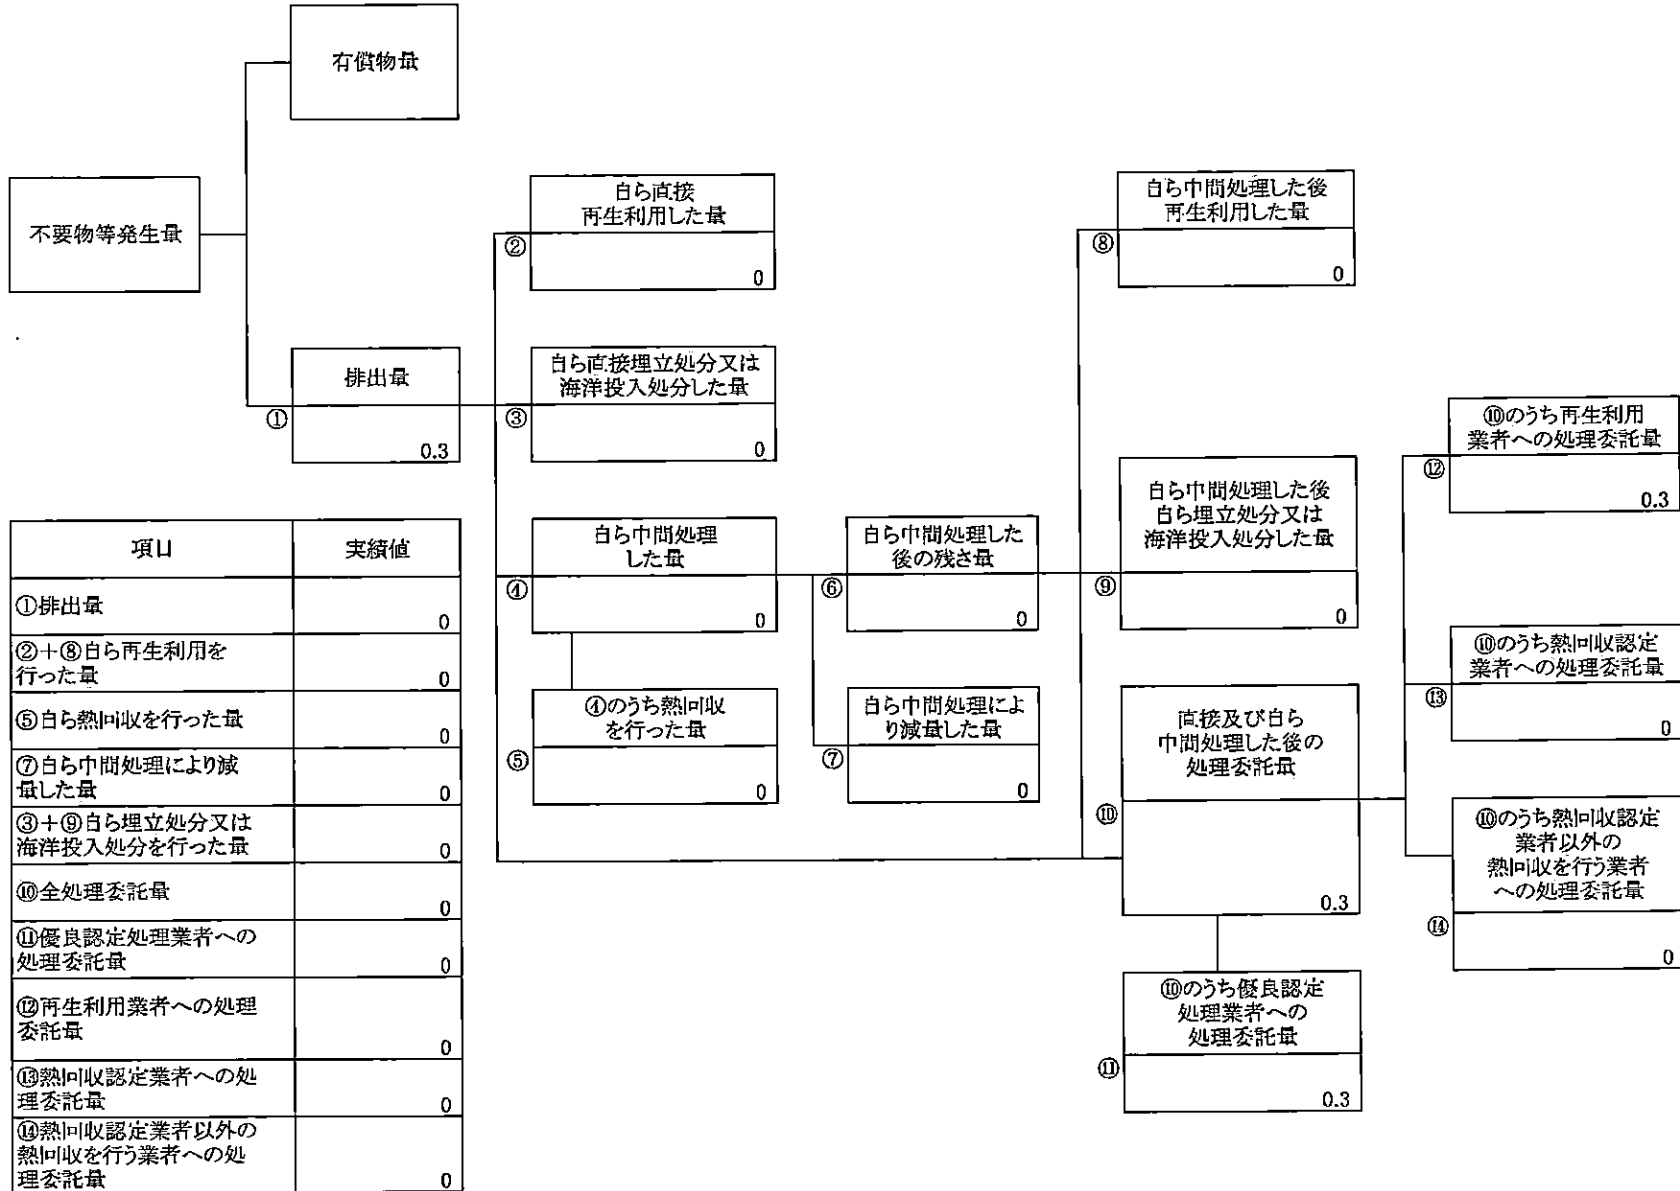 有償物量
不要物等発生量
自ら直接
再生利用した量
②
0
自ら中間処理した後
再生利用した量
⑧
0
排出量
①
0.3
自ら直接埋立処分又は
海洋投入処分した量
③
0
⑩のうち再生利用
業者への処理委託量
⑫
0.3
自ら中間処理
した量
④
0
自ら中間処理した
後の残さ量
⑥
0
自ら中間処理した後
自ら埋立処分又は
海洋投入処分した量
⑨
0
⑩のうち熱回収認定
業者への処理委託量
⑬
0
④のうち熱回収
を行った量
⑤
0
自ら中間処理によ
り減量した量
⑦
0
直接及び自ら
中間処理した後の
処理委託量
⑩
0.3
⑩のうち熱回収認定
業者以外の
熱回収を行う業者
への処理委託量
⑭
0
⑩のうち優良認定
処理業者への
処理委託量
⑪
0.3
項目 実績値
①排出量 0
②+⑧自ら再生利用を
行った量 0
⑤自ら熱回収を行った量 0
⑦自ら中間処理により減
量した量 0
③+⑨自ら埋立処分又は
海洋投入処分を行った量 0
⑩全処理委託量 0
⑪優良認定処理業者への
処理委託量 0
⑫再生利用業者への処理
委託量 0
⑬熱回収認定業者への処
理委託量 0
⑭熱回収認定業者以外の
熱回収を行う業者への処
理委託量 0